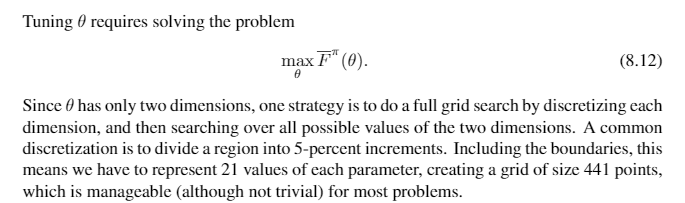 Tuning θ requires solving the problem
max F̅^π(θ). (8.12)
θ
Since θ has only two dimensions, one strategy is to do a full grid search by discretizing each
dimension, and then searching over all possible values of the two dimensions. A common
discretization is to divide a region into 5-percent increments. Including the boundaries, this
means we have to represent 21 values of each parameter, creating a grid of size 441 points,
which is manageable (although not trivial) for most problems.